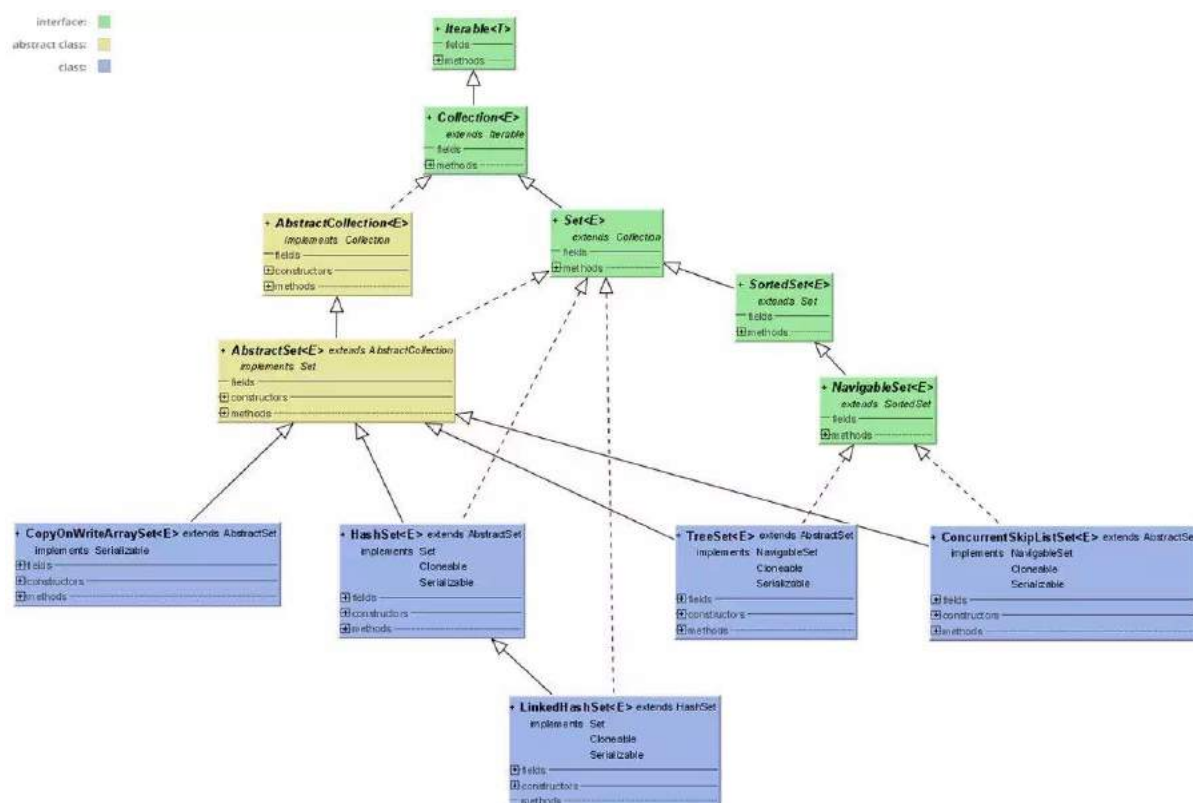 interface:
abstract class:
class:
+ Iterable<T>
fields
methods
+ Collection<E>
extends Iterable
fields
methods
+ AbstractCollection<E>
implements Collection
fields
constructors
methods
+ Set<E>
extends Collection
fields
methods
+ SortedSet<E>
extends Set
fields
methods
+ AbstractSet<E> extends AbstractCollection
implements Set
fields
constructors
methods
+ NavigableSet<E>
extends SortedSet
fields
methods
+ CopyOnWriteArraySet<E> extends AbstractSet
implements Serializable
fields
constructors
methods
+ HashSet<E> extends AbstractSet
implements Set
Cloneable
Serializable
fields
constructors
methods
+ TreeSet<E> extends AbstractSet
implements NavigableSet
Cloneable
Serializable
fields
constructors
methods
+ ConcurrentSkipListSet<E> extends AbstractSet
implements NavigableSet
Cloneable
Serializable
fields
constructors
methods
+ LinkedHashSet<E> extends HashSet
implements Set
Cloneable
Serializable
fields
constructors
methods